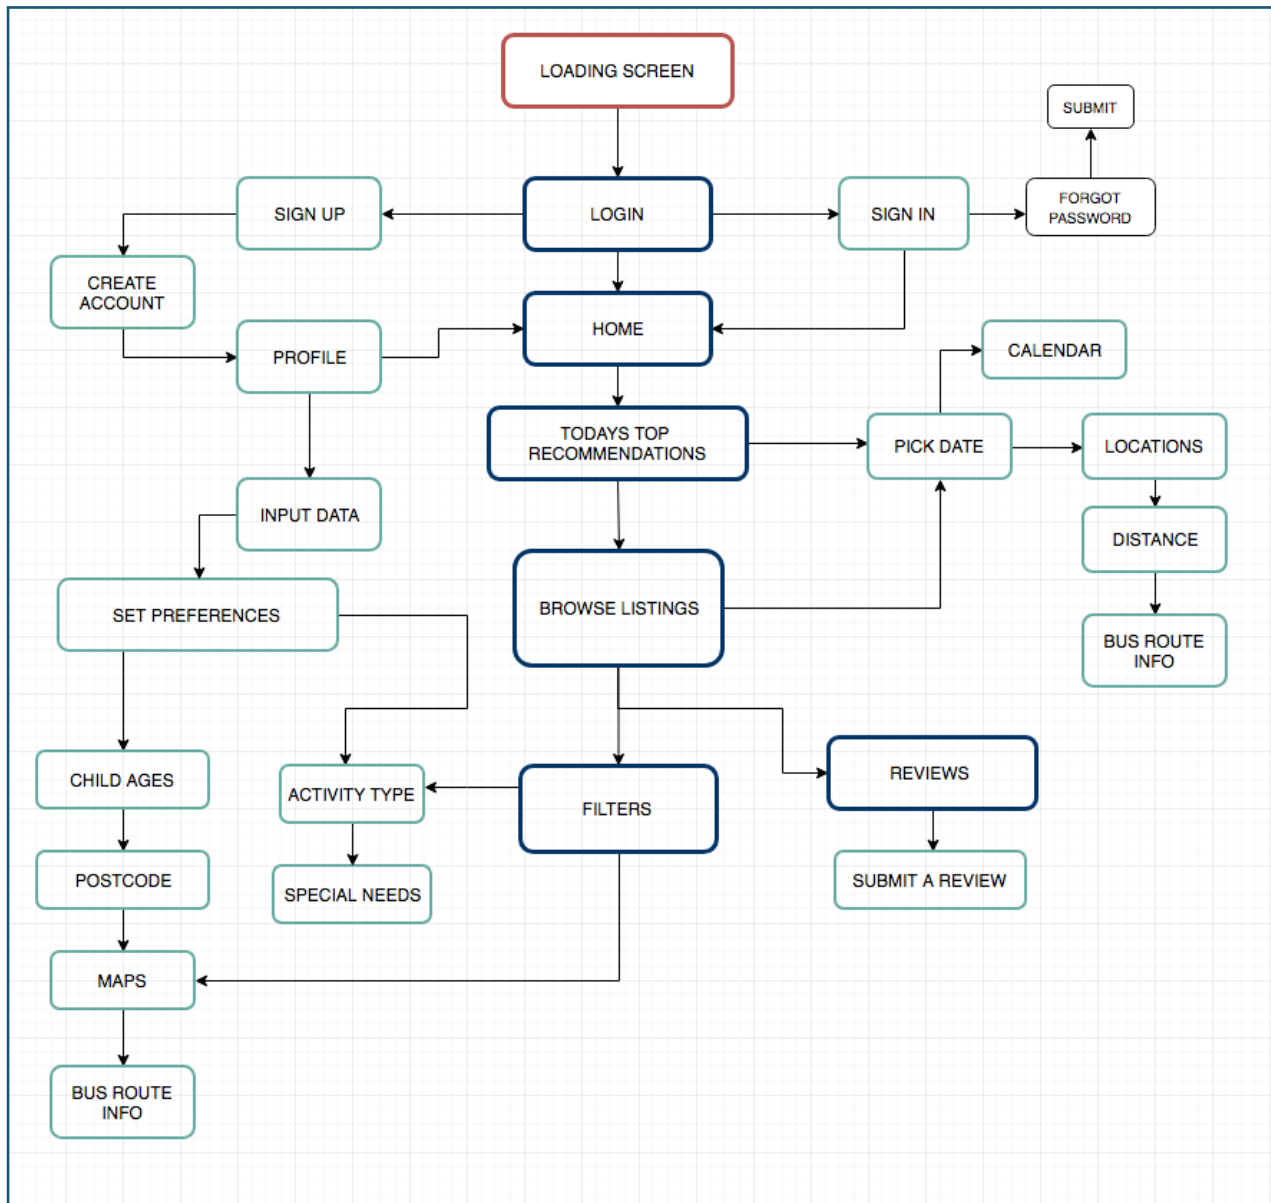 LOADING SCREEN
SUBMIT
SIGN UP
LOGIN
SIGN IN
FORGOT
PASSWORD
CREATE
ACCOUNT
HOME
PROFILE
CALENDAR
TODAYS TOP
RECOMMENDATIONS
PICK DATE
LOCATIONS
INPUT DATA
DISTANCE
SET PREFERENCES
BROWSE LISTINGS
BUS ROUTE
INFO
CHILD AGES
ACTIVITY TYPE
FILTERS
REVIEWS
POSTCODE
SPECIAL NEEDS
SUBMIT A REVIEW
MAPS
BUS ROUTE
INFO